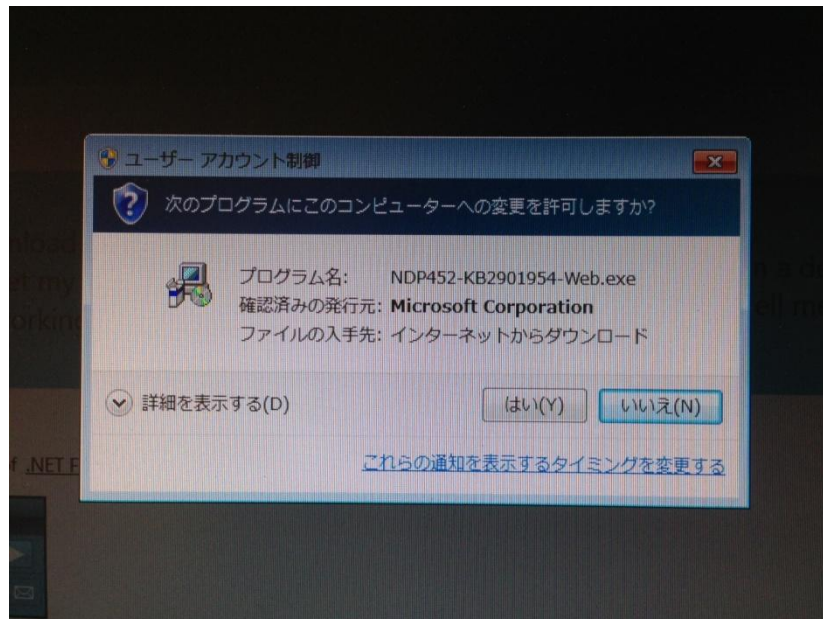 ユーザー アカウント制御
次のプログラムにこのコンピューターへの変更を許可しますか?
プログラム名: NDP452-KB2901954-Web.exe
確認済みの発行元: Microsoft Corporation
ファイルの入手先: インターネットからダウンロード
詳細を表示する(D)
はい(Y)
いいえ(N)
これらの通知を表示するタイミングを変更する
.NET F